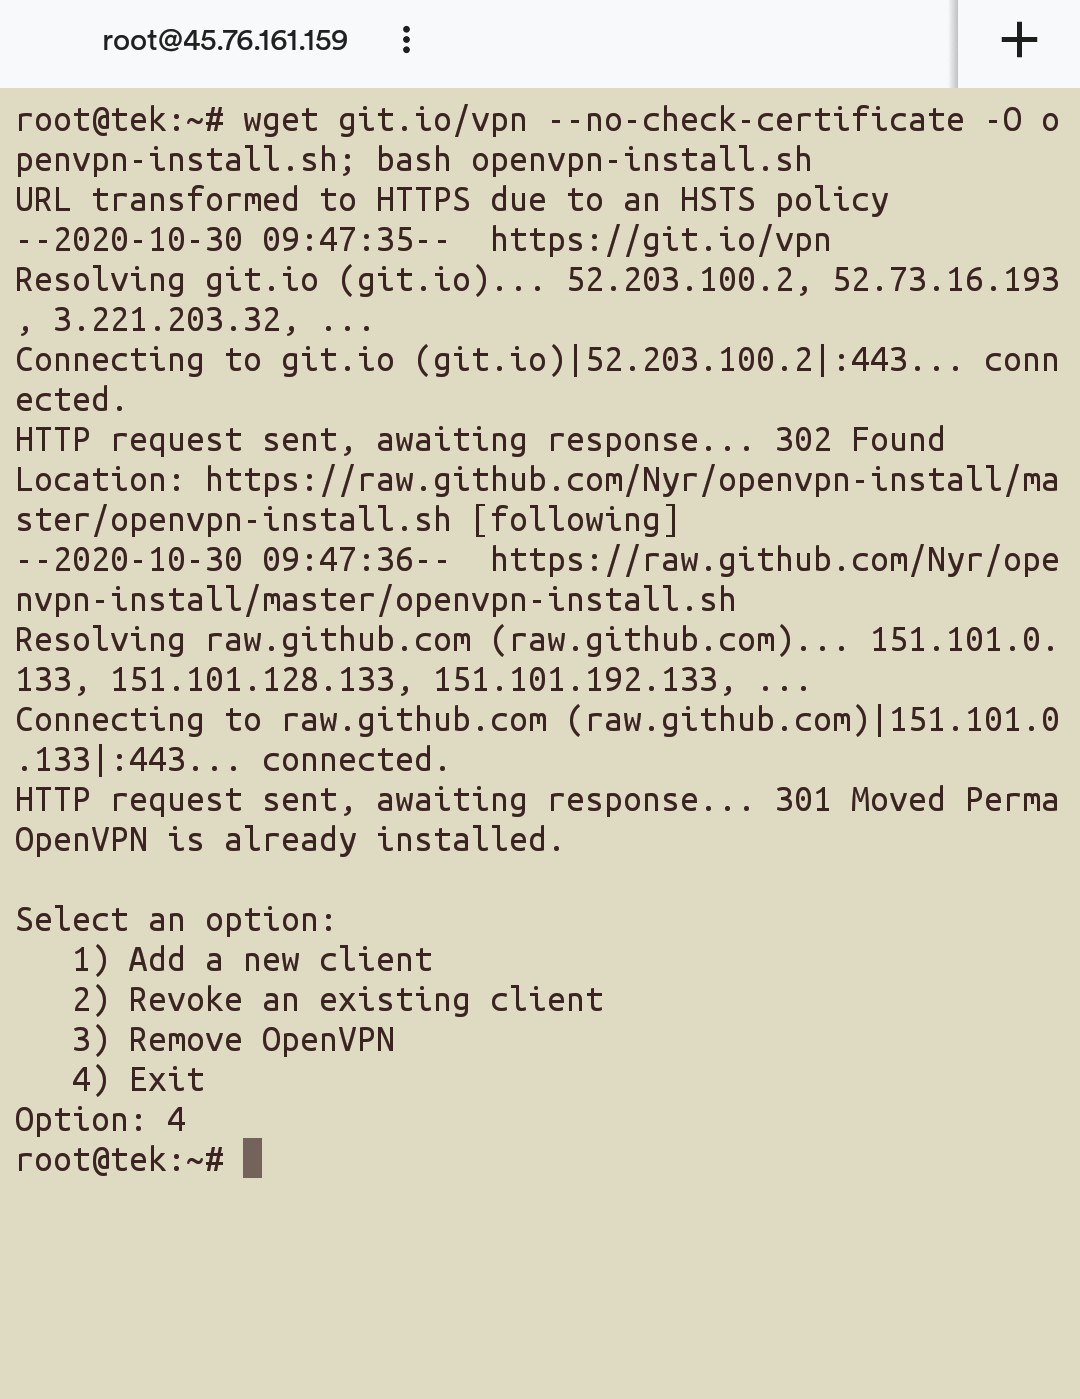 root@45.76.161.159
root@tek:~# wget git.io/vpn --no-check-certificate -O o
penvpn-install.sh; bash openvpn-install.sh
URL transformed to HTTPS due to an HSTS policy
--2020-10-30 09:47:35--  https://git.io/vpn
Resolving git.io (git.io)... 52.203.100.2, 52.73.16.193
, 3.221.203.32, ...
Connecting to git.io (git.io)|52.203.100.2|:443... conn
ected.
HTTP request sent, awaiting response... 302 Found
Location: https://raw.github.com/Nyr/openvpn-install/ma
ster/openvpn-install.sh [following]
--2020-10-30 09:47:36--  https://raw.github.com/Nyr/ope
nvpn-install/master/openvpn-install.sh
Resolving raw.github.com (raw.github.com)... 151.101.0.
133, 151.101.128.133, 151.101.192.133, ...
Connecting to raw.github.com (raw.github.com)|151.101.0
.133|:443... connected.
HTTP request sent, awaiting response... 301 Moved Perma
OpenVPN is already installed.
Select an option:
   1) Add a new client
   2) Revoke an existing client
   3) Remove OpenVPN
   4) Exit
Option: 4
root@tek:~#